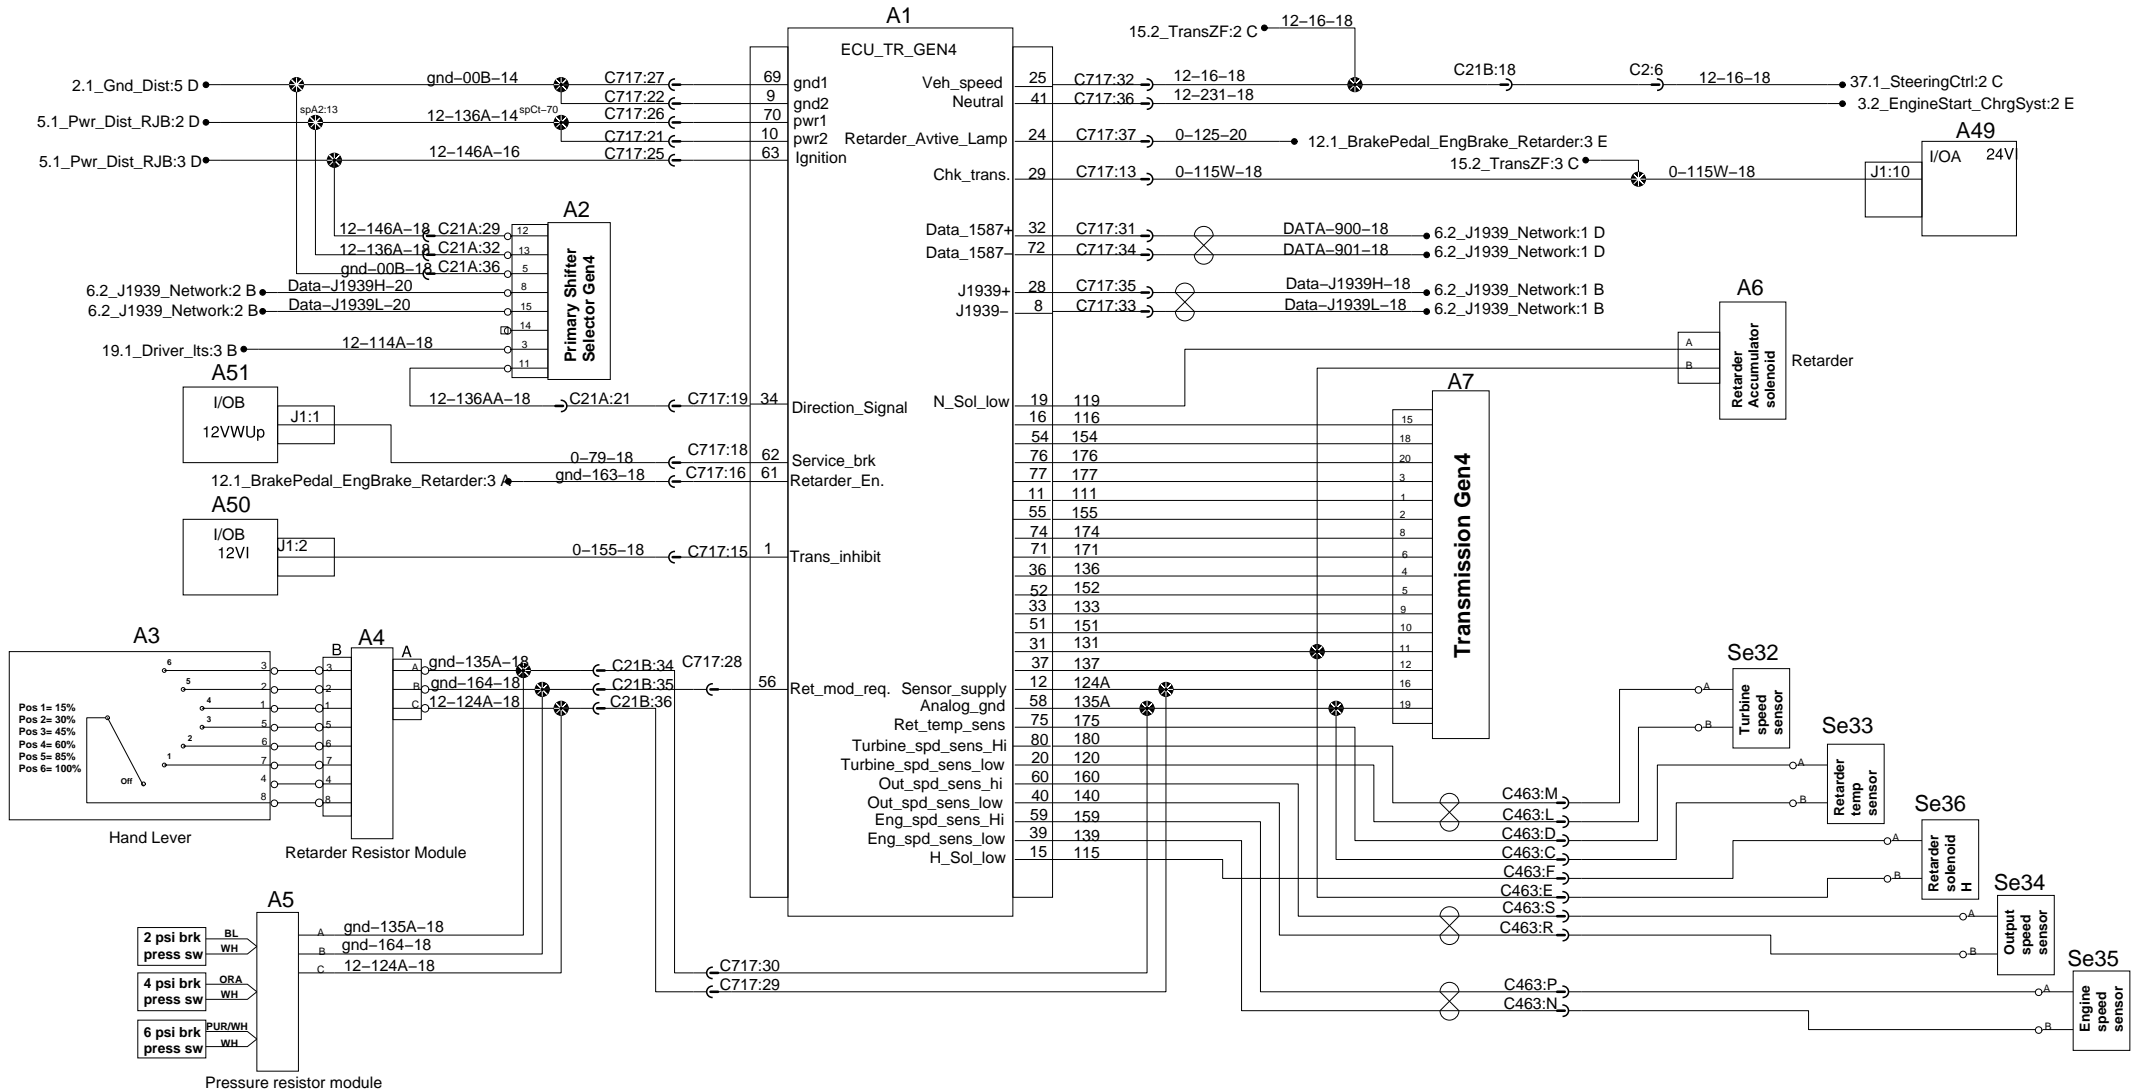 A1
ECU_TR_GEN4
2.1_Gnd_Dist:5 D
gnd-00B-14
C717:27
69
gnd1
C717:22
9
gnd2
spA2:13
5.1_Pwr_Dist_RJB:2 D
12-136A-14
spCt-70
C717:26
70
pwr1
C717:21
10
pwr2
5.1_Pwr_Dist_RJB:3 D
12-146A-16
C717:25
63
Ignition
A2
Primary Shifter
Selector Gen4
12-146A-18
C21A:29
12
12-136A-18
C21A:32
13
gnd-00B-18
C21A:36
5
6.2_J1939_Network:2 B
Data-J1939H-20
8
6.2_J1939_Network:2 B
Data-J1939L-20
15
14
19.1_Driver_lts:3 B
12-114A-18
3
11
A51
I/OB
12VWUp
J1:1
12-136AA-18
C21A:21
C717:19
34
Direction_Signal
0-79-18
C717:18
62
Service_brk
12.1_BrakePedal_EngBrake_Retarder:3 A
gnd-163-18
C717:16
61
Retarder_En.
A50
I/OB
12VI
J1:2
0-155-18
C717:15
1
Trans_inhibit
A3
Pos 1= 15%
Pos 2= 30%
Pos 3= 45%
Pos 4= 60%
Pos 5= 85%
Pos 6= 100%
6
5
4
3
2
1
Off
3
2
1
5
6
7
4
8
Hand Lever
A4
B
A
3
2
1
5
6
7
4
8
A
B
C
Retarder Resistor Module
gnd-135A-18
C21B:34
C717:28
gnd-164-18
C21B:35
56
Ret_mod_req.
12-124A-18
C21B:36
A5
2 psi brk
press sw
BL
WH
4 psi brk
press sw
ORA
WH
6 psi brk
press sw
PUR/WH
WH
A
gnd-135A-18
B
gnd-164-18
C
12-124A-18
Pressure resistor module
C717:30
C717:29
15.2_TransZF:2 C
12-16-18
Veh_speed
25
C717:32
12-16-18
C21B:18
C2:6
12-16-18
37.1_SteeringCtrl:2 C
Neutral
41
C717:36
12-231-18
3.2_EngineStart_ChrgSyst:2 E
Retarder_Avtive_Lamp
24
C717:37
0-125-20
12.1_BrakePedal_EngBrake_Retarder:3 E
15.2_TransZF:3 C
Chk_trans.
29
C717:13
0-115W-18
0-115W-18
J1:10
A49
I/OA
24VI
Data_1587+
32
C717:31
DATA-900-18
6.2_J1939_Network:1 D
Data_1587-
72
C717:34
DATA-901-18
6.2_J1939_Network:1 D
J1939+
28
C717:35
Data-J1939H-18
6.2_J1939_Network:1 B
J1939-
8
C717:33
Data-J1939L-18
6.2_J1939_Network:1 B
A6
A
B
Retarder
Accumulator
solenoid
Retarder
A7
Transmission Gen4
N_Sol_low
19
119
16
116
15
54
154
18
76
176
20
77
177
3
11
111
1
55
155
2
74
174
8
71
171
6
36
136
4
52
152
5
33
133
9
51
151
10
31
131
11
37
137
12
Sensor_supply
12
124A
16
Analog_gnd
58
135A
19
Ret_temp_sens
75
175
Turbine_spd_sens_Hi
80
180
Turbine_spd_sens_low
20
120
Out_spd_sens_hi
60
160
Out_spd_sens_low
40
140
Eng_spd_sens_Hi
59
159
Eng_spd_sens_low
39
139
H_Sol_low
15
115
C463:M
C463:L
C463:D
C463:C
C463:F
C463:E
C463:S
C463:R
C463:P
C463:N
Se32
A
B
Turbine
speed
sensor
Se33
A
B
Retarder
temp
sensor
Se36
A
B
Retarder
solenoid
H
Se34
A
B
Output
speed
sensor
Se35
A
B
Engine
speed
sensor